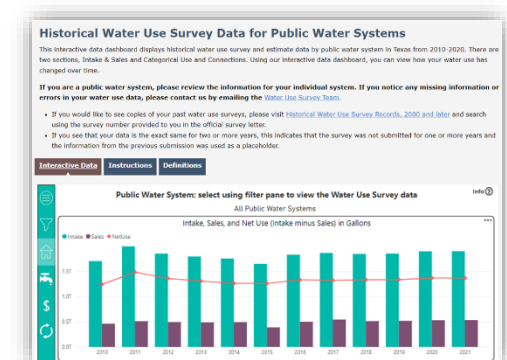 Historical Water Use Survey Data for Public Water Systems
This interactive data dashboard displays historical water use survey and estimate data by public water system in Texas from 2010-2020. There are
two sections, Intake & Sales and Categorical Use and Connections. Using our interactive data dashboard, you can view how your water use has
changed over time.
If you are a public water system, please review the information for your individual system. If you notice any missing information or
errors in your water use data, please contact us by emailing the Water Use Survey Team.
• If you would like to see copies of your past water use surveys, please visit Historical Water Use Survey Records, 2000 and later and search
using the survey number provided to you in the official survey letter.
• If you see that your data is the exact same for two or more years, this indicates that the survey was not submitted for one or more years and
the information from the previous submission was used as a placeholder.
Interactive Data Instructions Definitions
Public Water System: select using filter pane to view the Water Use Survey data
Info ?
All Public Water Systems
Intake, Sales, and Net Use (Intake minus Sales) in Gallons
Intake Sales NetUse
1.5T
1.0T
0.5T
0.0T
2010 2011 2012 2013 2014 2015 2016 2017 2018 2019 2020 2021
$